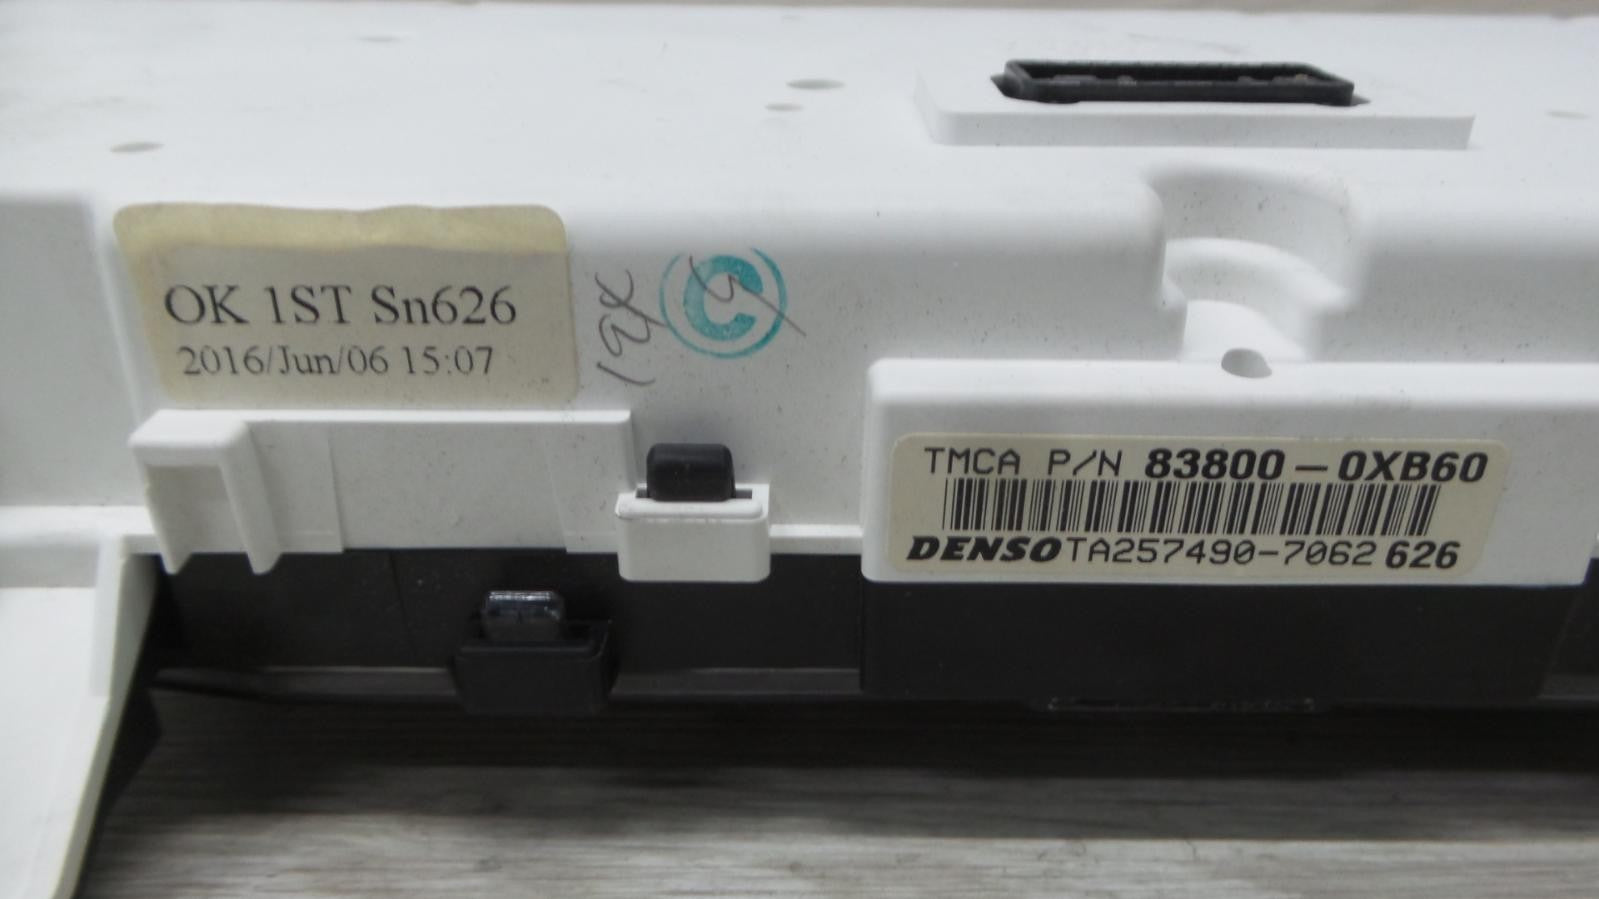 OK 1ST Sn626
2016/Jun/06 15:07
C
TMCA P/N 83800-0XB60
DENSO TA257490-7062 626